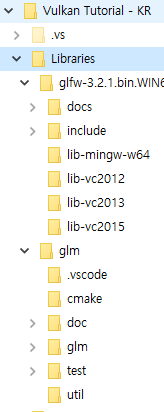 Vulkan Tutorial - KR
.vs
Libraries
glfw-3.2.1.bin.WIN6
docs
include
lib-mingw-w64
lib-vc2012
lib-vc2013
lib-vc2015
glm
.vscode
cmake
doc
glm
test
util